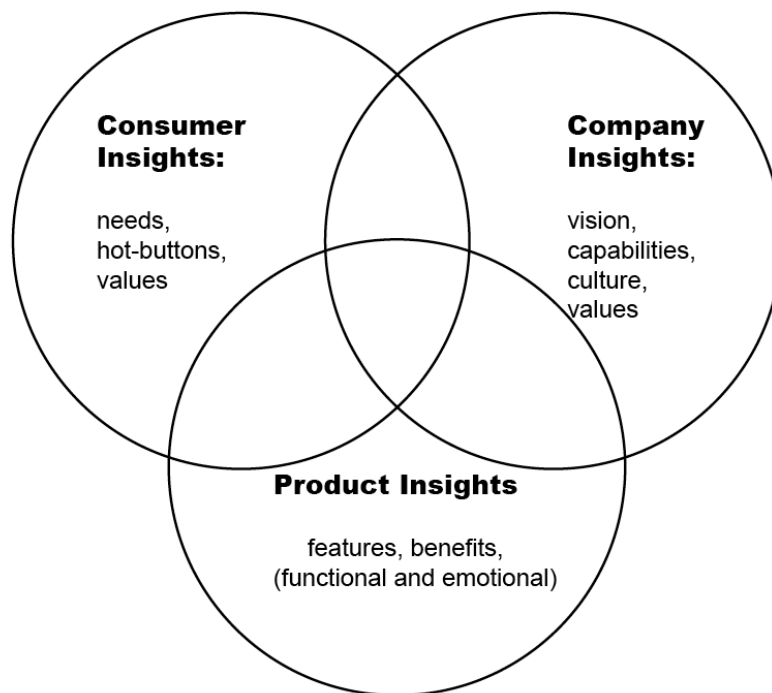 Consumer
Insights:
needs,
hot-buttons,
values
Company
Insights:
vision,
capabilities,
culture,
values
Product Insights
features, benefits,
(functional and emotional)